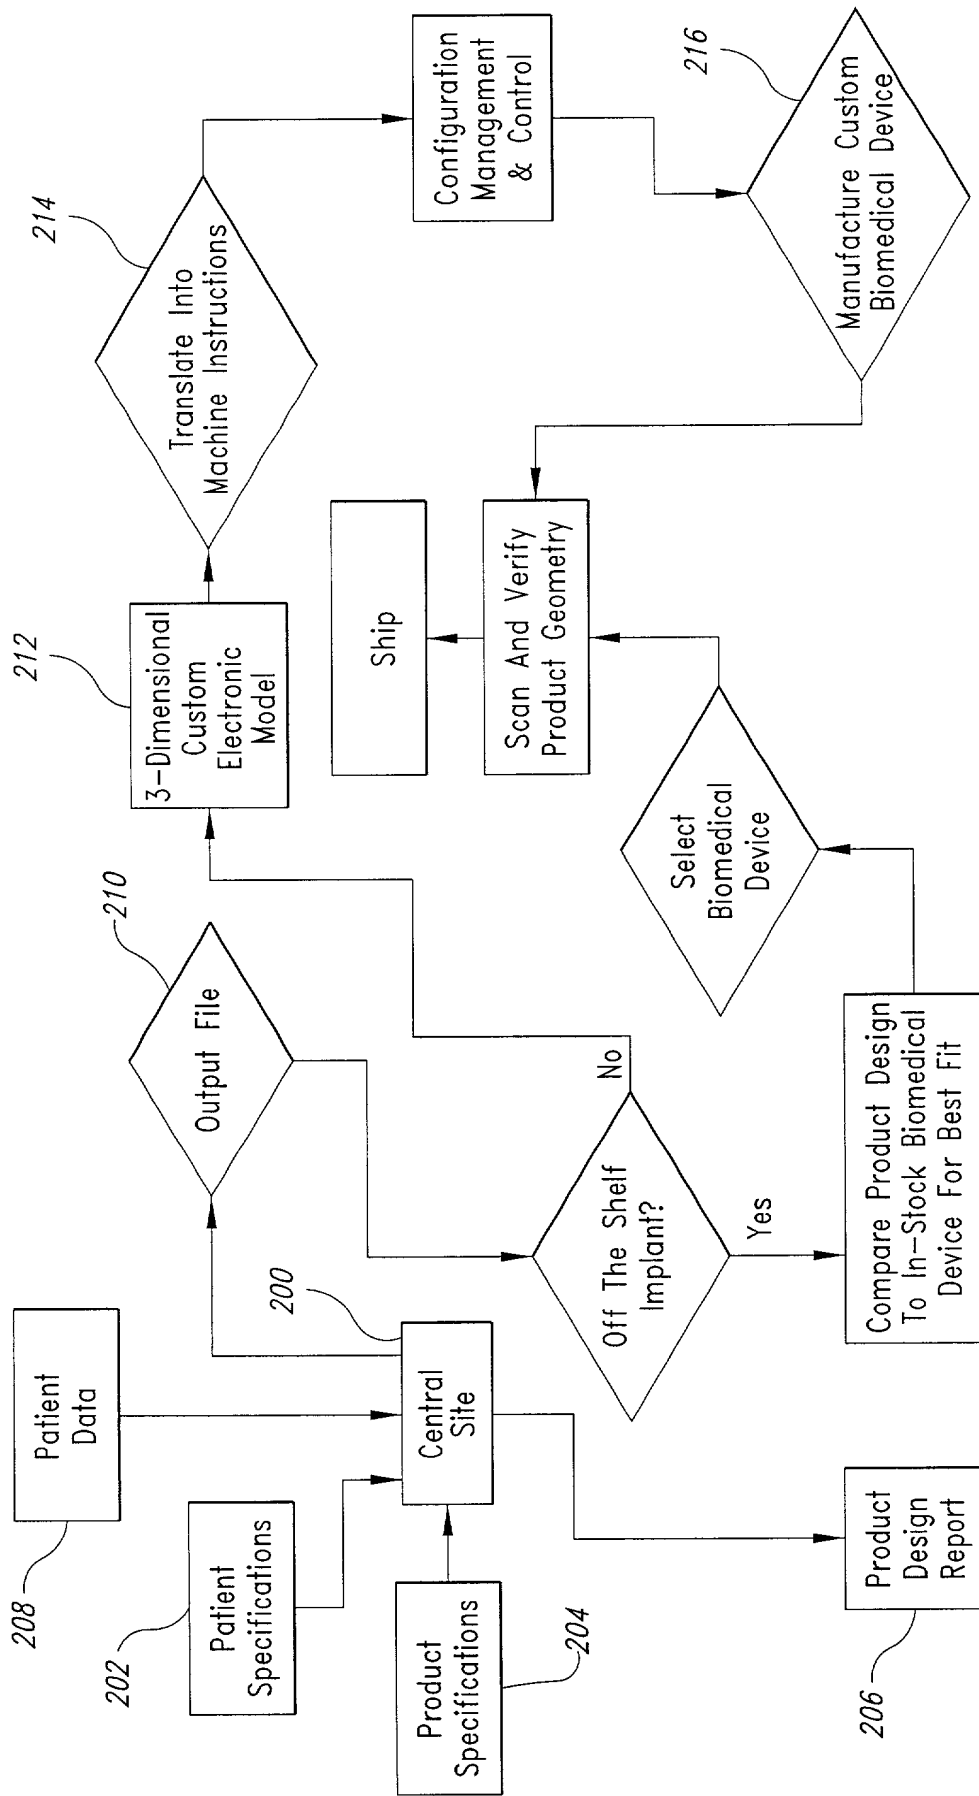 208
Patient
Data
202
Patient
Specifications
Product
Specifications
204
200
Central
Site
206
Product
Design
Report
210
Output File
Off The Shelf
Implant?
No
Yes
Compare Product Design
To In-Stock Biomedical
Device For Best Fit
Select
Biomedical
Device
212
3-Dimensional
Custom
Electronic
Model
Ship
Scan And Verify
Product Geometry
214
Translate Into
Machine Instructions
Configuration
Management
& Control
216
Manufacture Custom
Biomedical Device